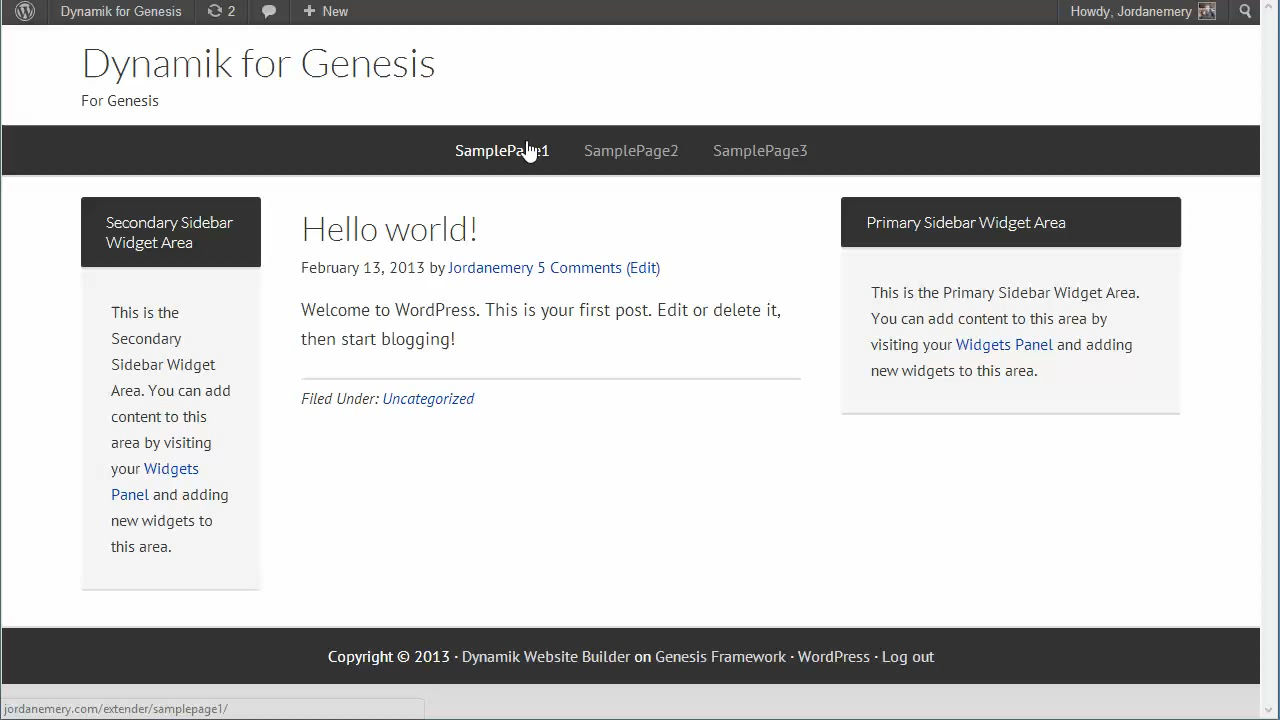 Dynamik for Genesis 2 New Howdy, Jordanemery
Dynamik for Genesis
For Genesis
SamplePage1 SamplePage2 SamplePage3
Secondary Sidebar
Widget Area
This is the
Secondary
Sidebar Widget
Area. You can add
content to this
area by visiting
your Widgets
Panel and adding
new widgets to
this area.
Hello world!
February 13, 2013 by Jordanemery 5 Comments (Edit)
Welcome to WordPress. This is your first post. Edit or delete it,
then start blogging!
Filed Under: Uncategorized
Primary Sidebar Widget Area
This is the Primary Sidebar Widget Area.
You can add content to this area by
visiting your Widgets Panel and adding
new widgets to this area.
Copyright © 2013 · Dynamik Website Builder on Genesis Framework · WordPress · Log out
jordanemery.com/extender/samplepage1/